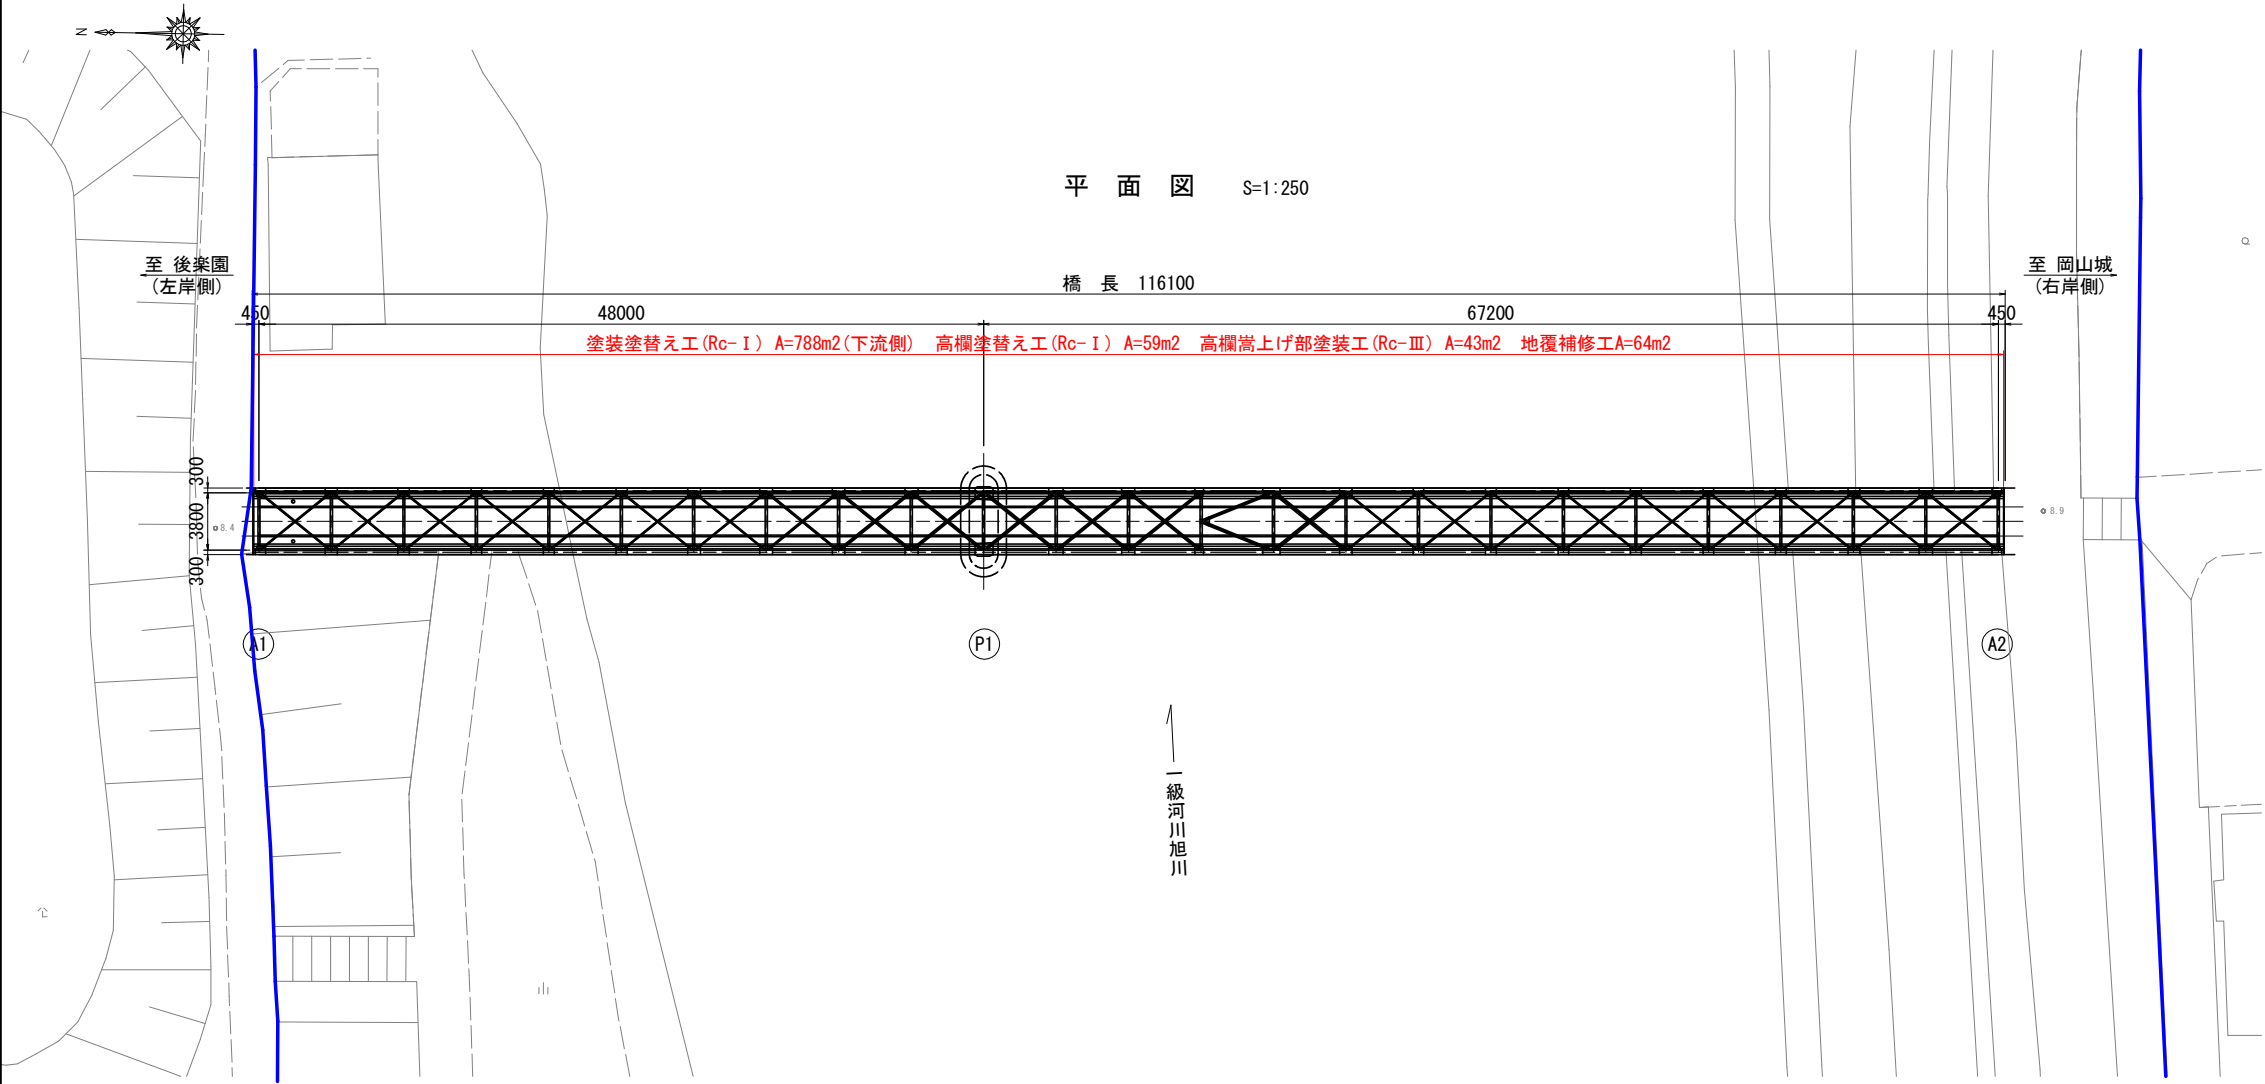 N
平 面 図 S=1:250
至 後楽園
(左岸側)
至 岡山城
(右岸側)
橋 長 116100
450 48000 67200 450
塗装塗替え工(Rc-Ⅰ) A=788m2(下流側) 高欄塗替え工(Rc-Ⅰ) A=59m2 高欄嵩上げ部塗装工(Rc-Ⅲ) A=43m2 地覆補修工A=64m2
300
3800
300
8.4
8.9
A1 P1 A2
一級河川旭川